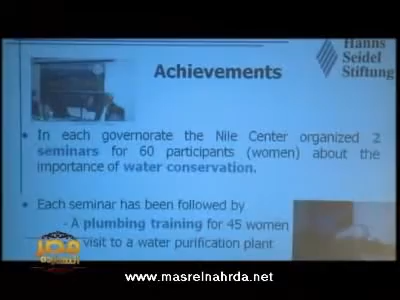 Hanns
Seidel
Stiftung
Achievements
In each governorate the Nile Center organized 2
seminars for 60 participants (women) about the
importance of water conservation.
Each seminar has been followed by
- A plumbing training for 45 women
visit to a water purification plant
مصر
النهارده
www.masrelnahrda.net